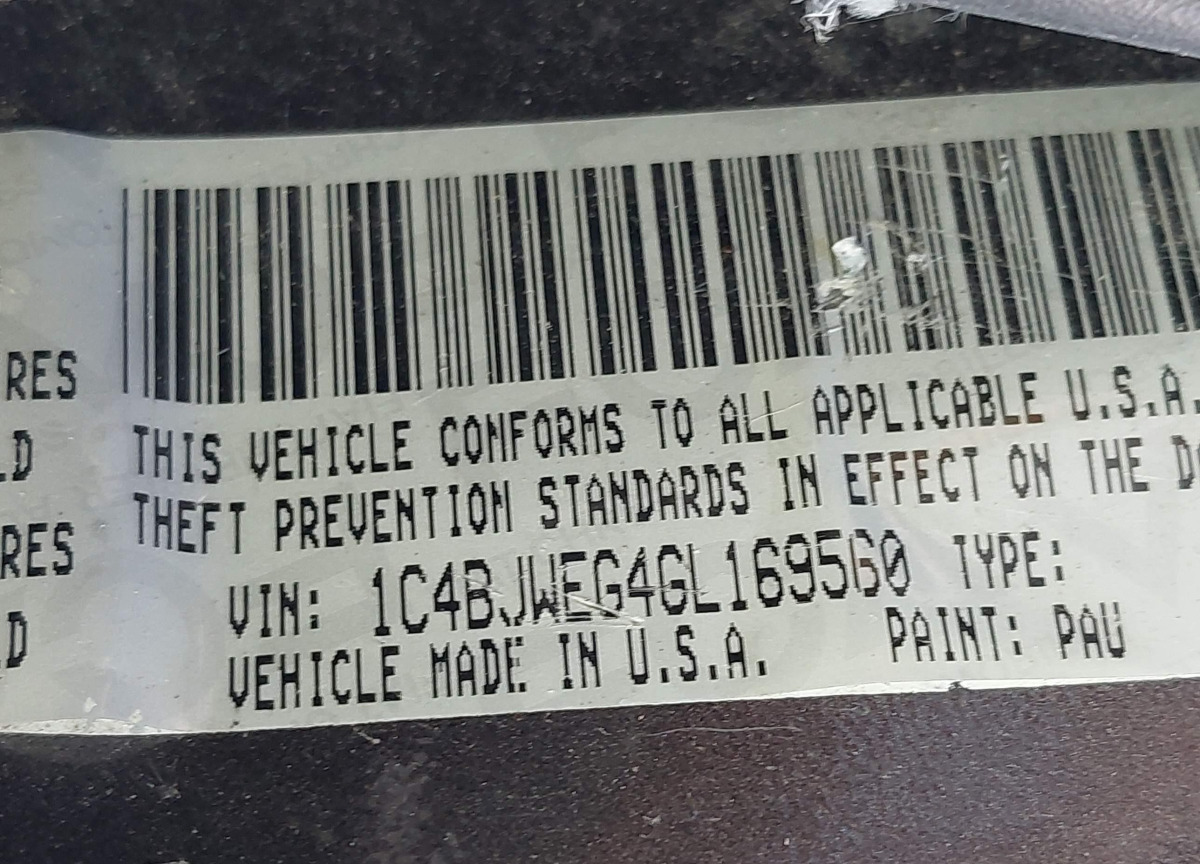 RES
LD
RES
D
THIS VEHICLE CONFORMS TO ALL APPLICABLE U.S.A.
THEFT PREVENTION STANDARDS IN EFFECT ON THE D
VIN: 1C4BJWEG4GL169560 TYPE:
VEHICLE MADE IN U.S.A. PAINT: PAU